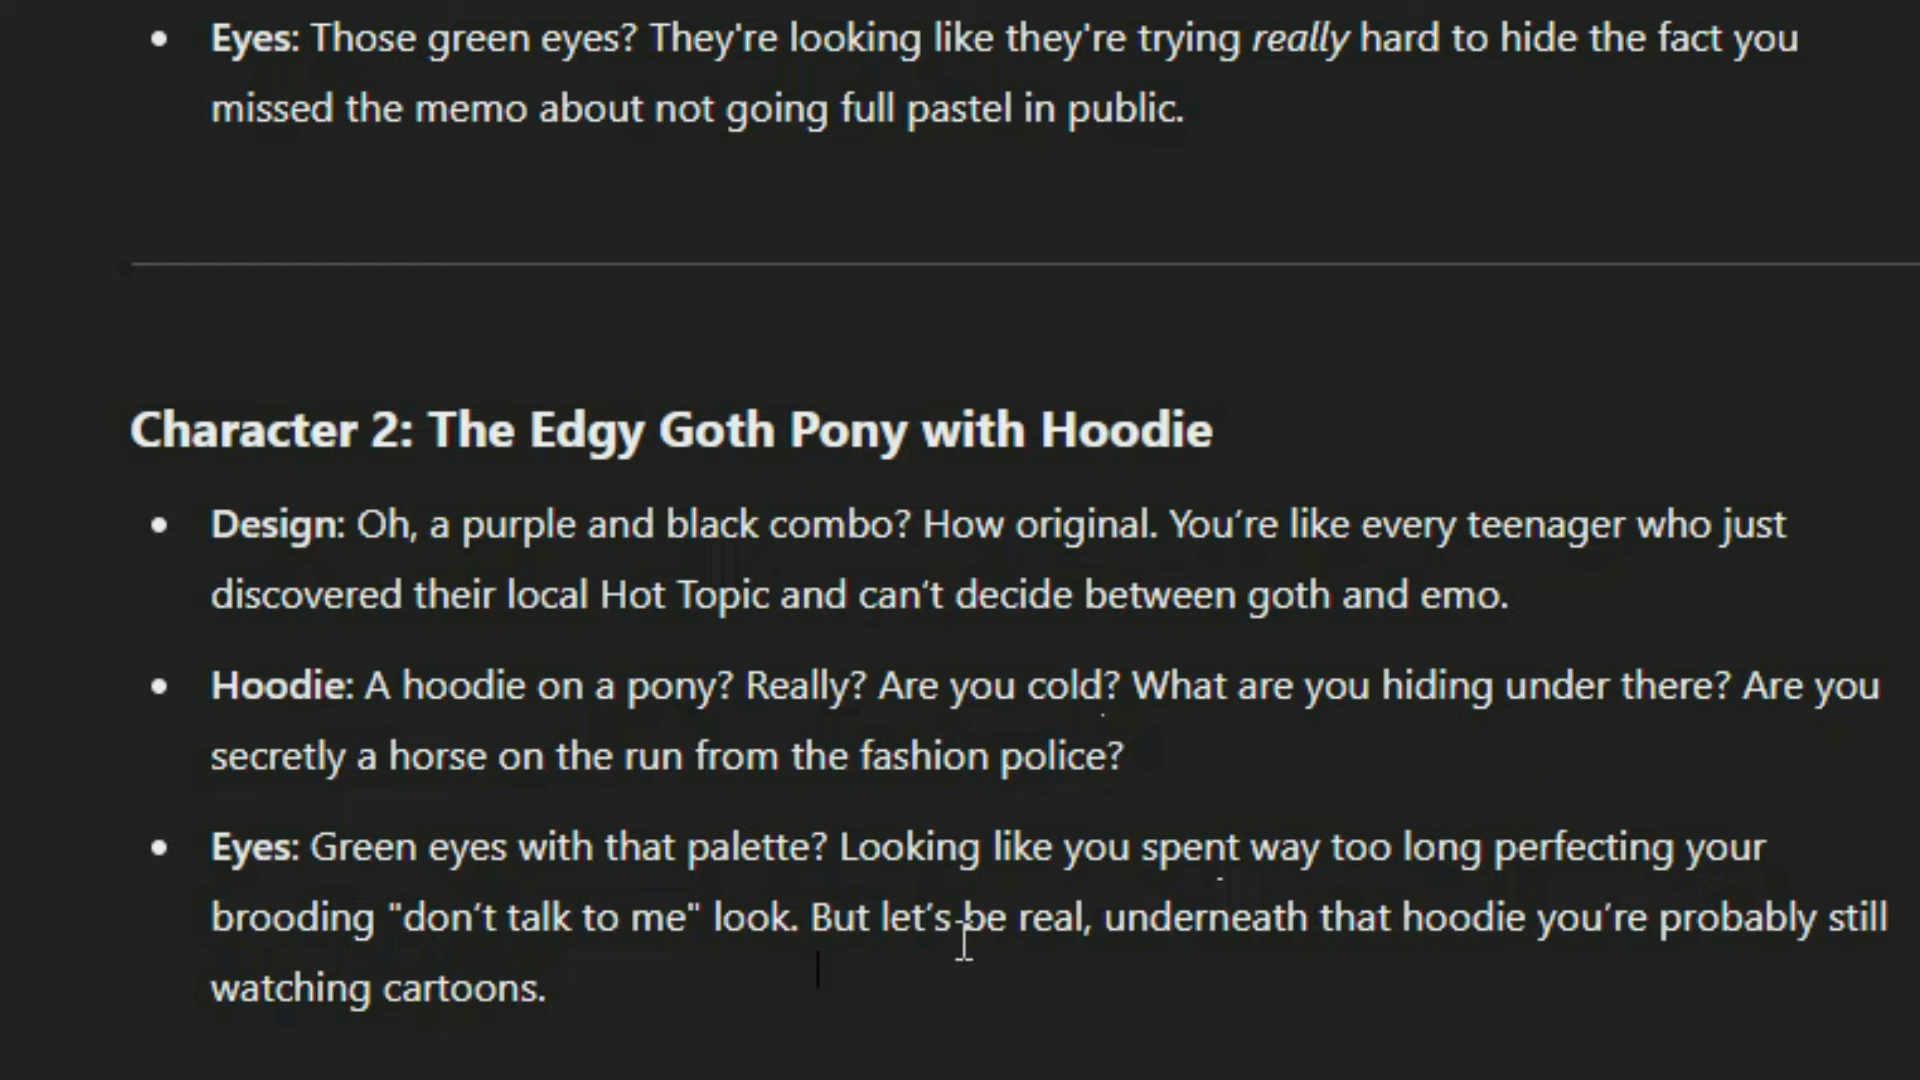 Eyes: Those green eyes? They're looking like they're trying really hard to hide the fact you
missed the memo about not going full pastel in public.
Character 2: The Edgy Goth Pony with Hoodie
Design: Oh, a purple and black combo? How original. You’re like every teenager who just
discovered their local Hot Topic and can’t decide between goth and emo.
Hoodie: A hoodie on a pony? Really? Are you cold? What are you hiding under there? Are you
secretly a horse on the run from the fashion police?
Eyes: Green eyes with that palette? Looking like you spent way too long perfecting your
brooding "don’t talk to me" look. But let’s be real, underneath that hoodie you’re probably still
watching cartoons.